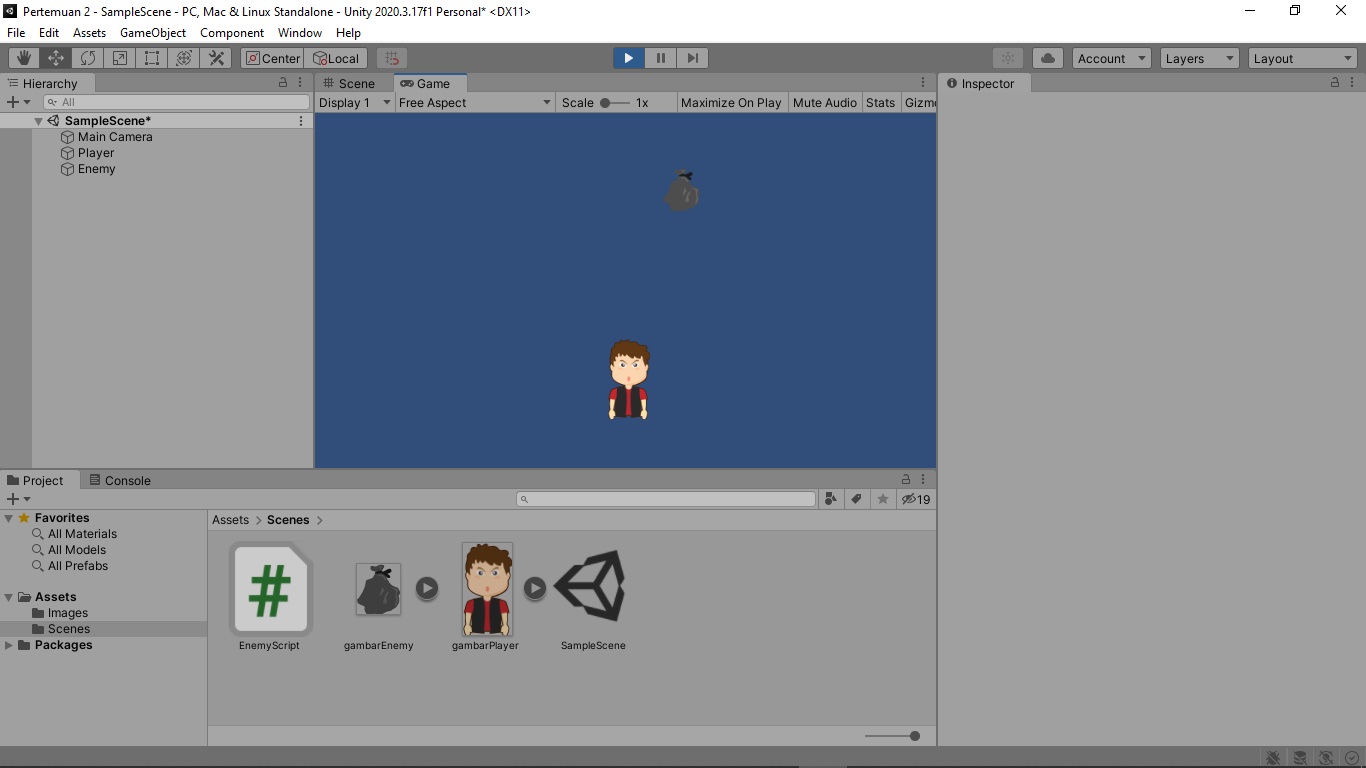 Pertemuan 2 - SampleScene - PC, Mac & Linux Standalone - Unity 2020.3.17f1 Personal* <DX11>
File Edit Assets GameObject Component Window Help
Center Local Account Layers Layout
Hierarchy
All
SampleScene*
Main Camera
Player
Enemy
Scene Game
Display 1 Free Aspect Scale 1x Maximize On Play Mute Audio Stats Gizm
Inspector
Project Console
19
Favorites
All Materials
All Models
All Prefabs
Assets
Images
Scenes
Packages
Assets > Scenes >
#
EnemyScript gambarEnemy gambarPlayer SampleScene